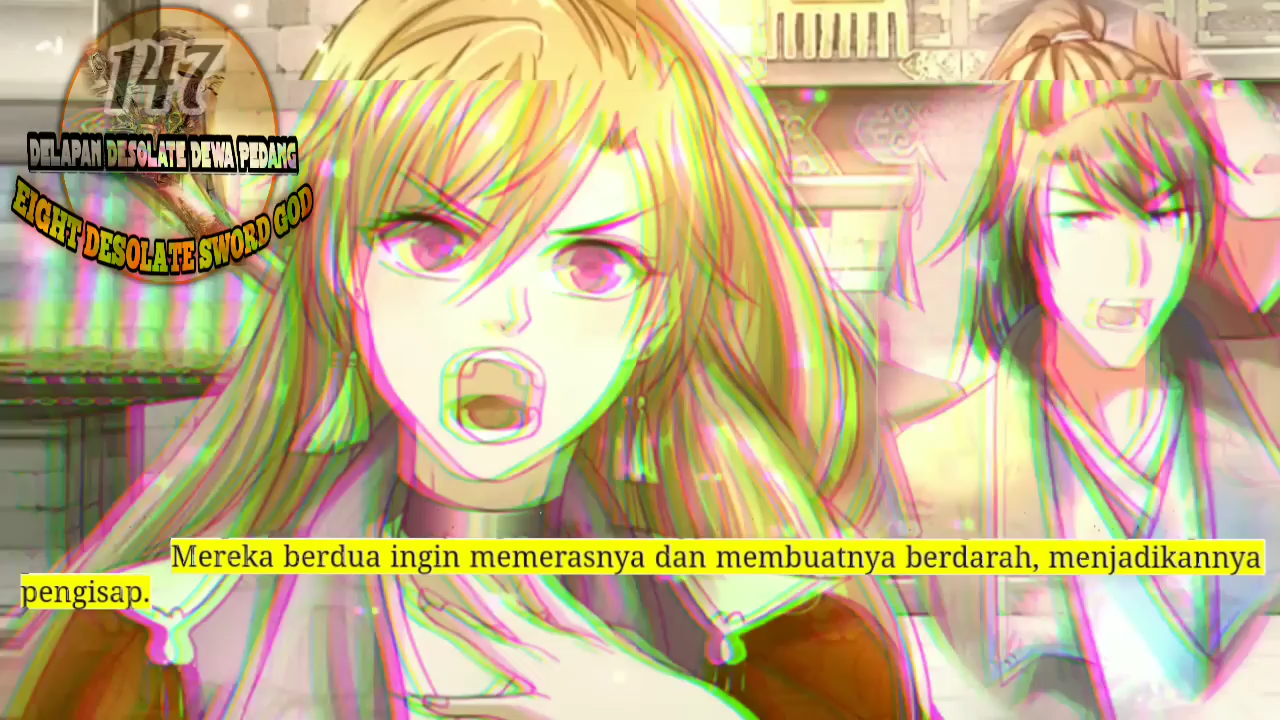 147
DELAPAN DESOLATE DEWA PEDANG
EIGHT DESOLATE SWORD GOD
Mereka berdua ingin memerasnya dan membuatnya berdarah, menjadikannya
pengisap.